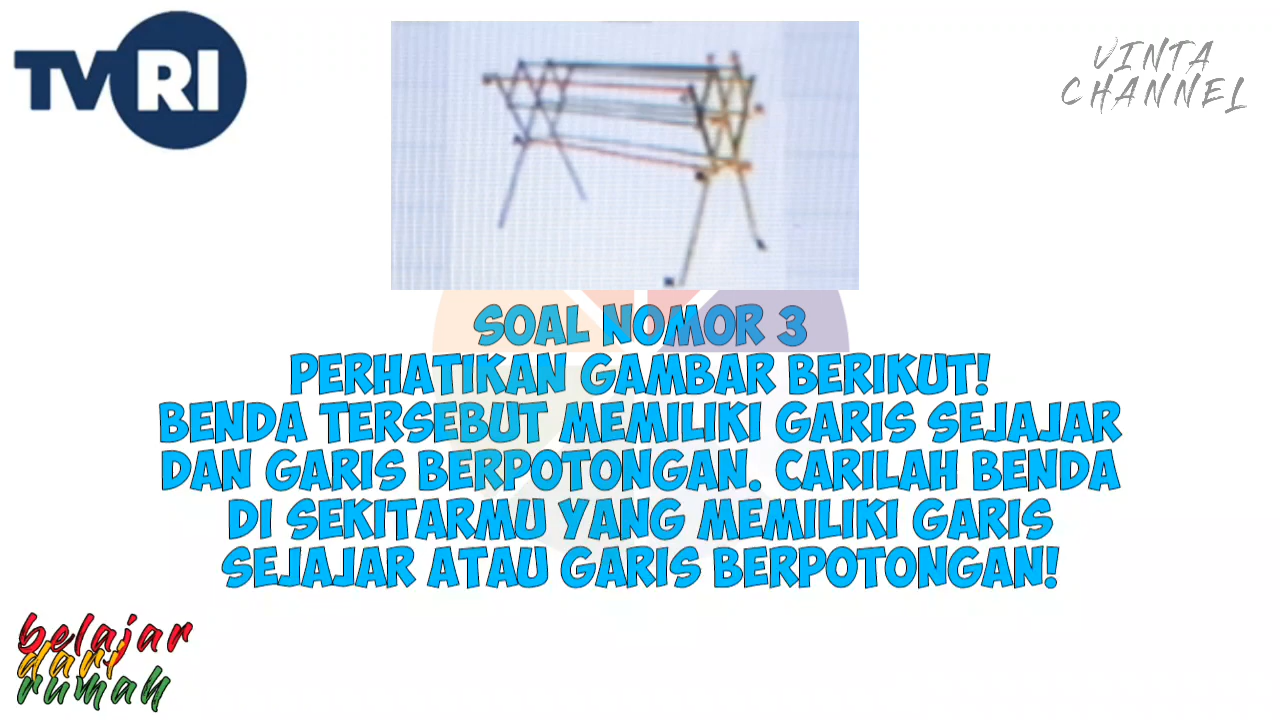 TVRI
VINTA
CHANNEL
SOAL NOMOR 3
PERHATIKAN GAMBAR BERIKUT!
BENDA TERSEBUT MEMILIKI GARIS SEJAJAR
DAN GARIS BERPOTONGAN. CARILAH BENDA
DI SEKITARMU YANG MEMILIKI GARIS
SEJAJAR ATAU GARIS BERPOTONGAN!
belajar
dari
rumah